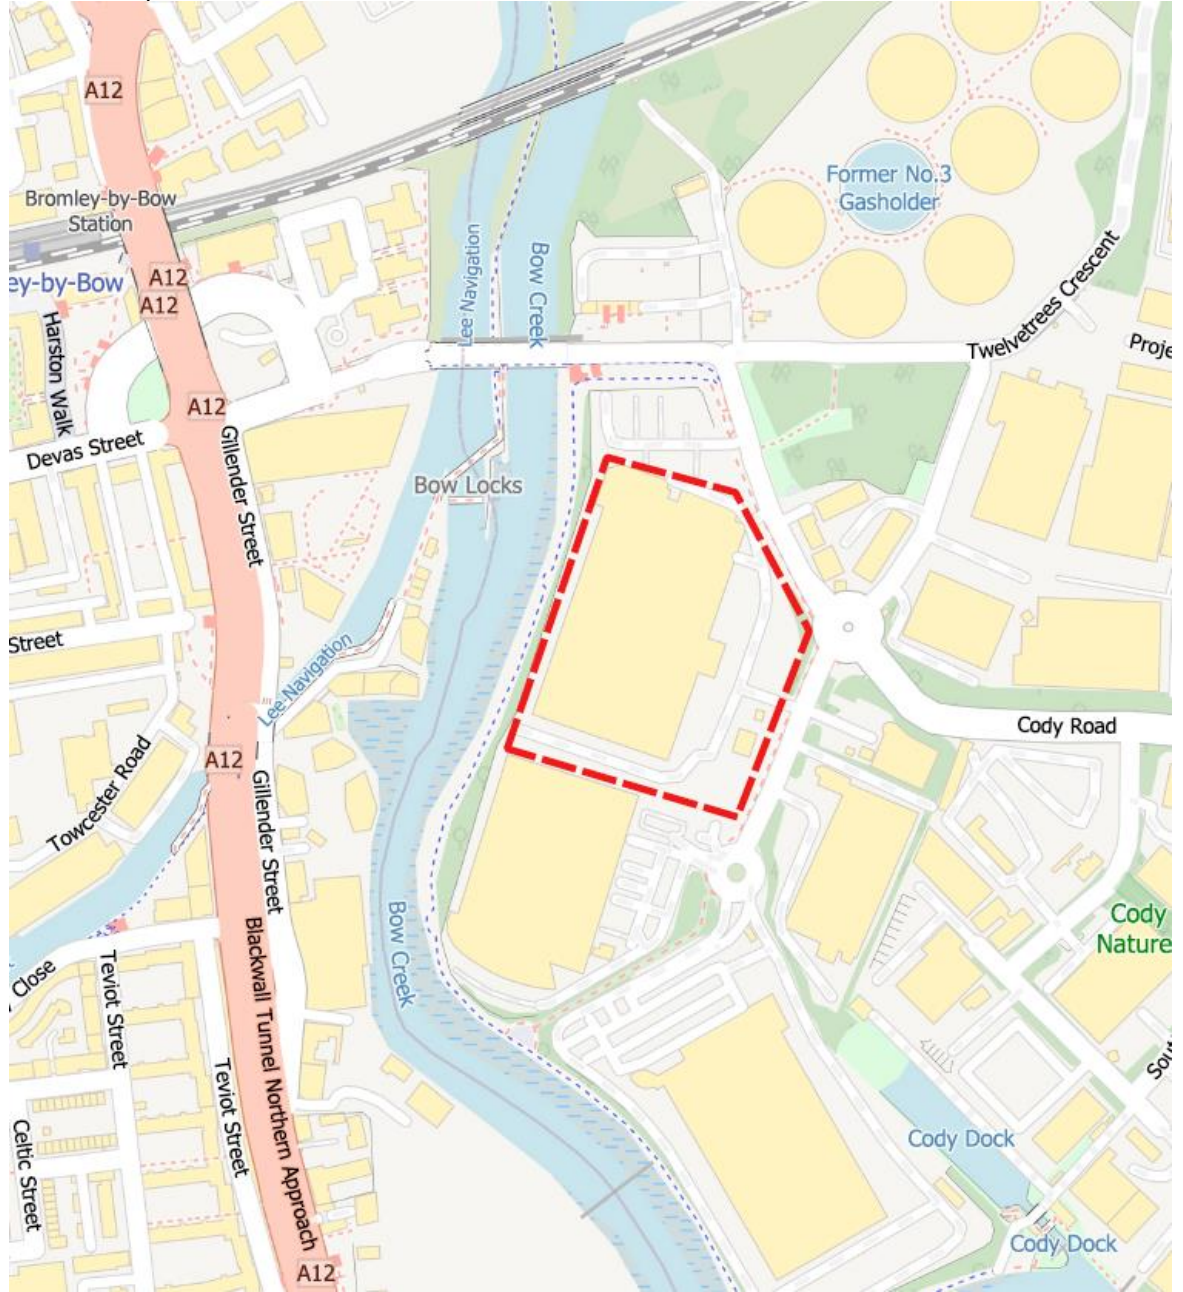 A12
Bromley-by-Bow
Station
Former No.3
Gasholder
ey-by-Bow
A12
A12
Lee Navigation
Bow Creek
Twelvetrees Crescent
Proje
Harston Walk
A12
Devas Street
Gillender Street
Bow Locks
Street
Lee Navigation
Cody Road
A12
Towcester Road
Gillender Street
Bow Creek
Cody
Nature
Close
Teviot Street
Blackwall Tunnel Northern Approach
Teviot Street
Sou
Celtic Street
Cody Dock
Cody Dock
A12